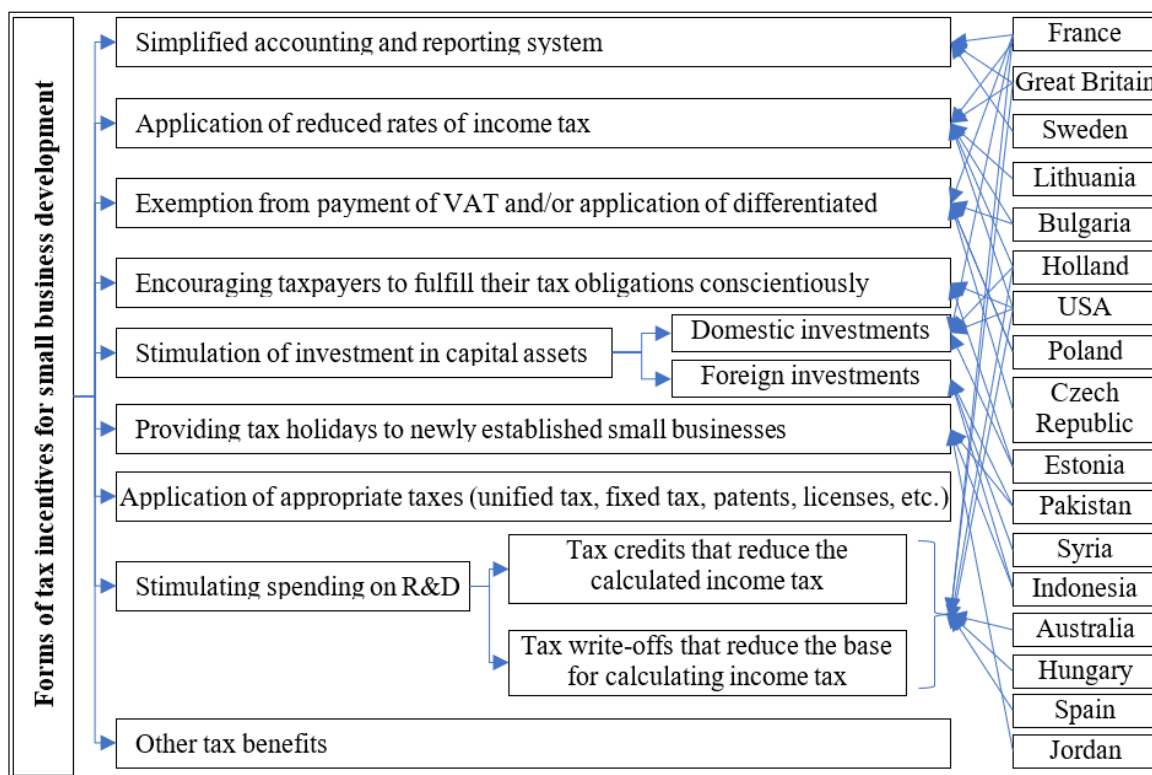 Forms of tax incentives for small business development
Simplified accounting and reporting system
Application of reduced rates of income tax
Exemption from payment of VAT and/or application of differentiated
Encouraging taxpayers to fulfill their tax obligations conscientiously
Stimulation of investment in capital assets
Domestic investments
Foreign investments
Providing tax holidays to newly established small businesses
Application of appropriate taxes (unified tax, fixed tax, patents, licenses, etc.)
Stimulating spending on R&D
Tax credits that reduce the
calculated income tax
Tax write-offs that reduce the base
for calculating income tax
Other tax benefits
France
Great Britain
Sweden
Lithuania
Bulgaria
Holland
USA
Poland
Czech
Republic
Estonia
Pakistan
Syria
Indonesia
Australia
Hungary
Spain
Jordan